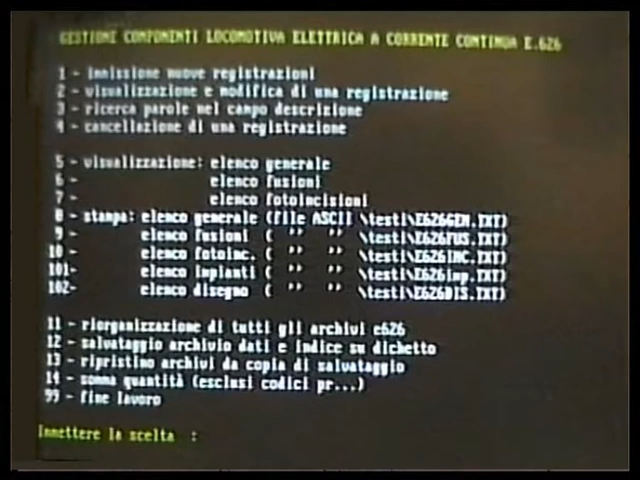 GESTIONE COMPONENTI LOCOMOTIVA ELETTRICA A CORRENTE CONTINUA E.626
1 - immissione nuove registrazioni
2 - visualizzazione e modifica di una registrazione
3 - ricerca parole nel campo descrizione
4 - cancellazione di una registrazione
5 - visualizzazione: elenco generale
6 - elenco fusioni
7 - elenco fotoincisioni
8 - stampa: elenco generale (file ASCII \testi\E626GEN.TXT)
9 - elenco fusioni ( '' '' \testi\E626FUS.TXT)
10 - elenco fotoinc. ( '' '' \testi\E626INC.TXT)
101- elenco impianti ( '' '' \testi\E626imp.TXT)
102- elenco disegno ( '' '' \testi\E626DIS.TXT)
11 - riorganizzazione di tutti gli archivi e626
12 - salvataggio archivio dati e indice su dichetto
13 - ripristino archivi da copia di salvataggio
14 - somma quantità (esclusi codici pr...)
99 - fine lavoro
Immettere la scelta :